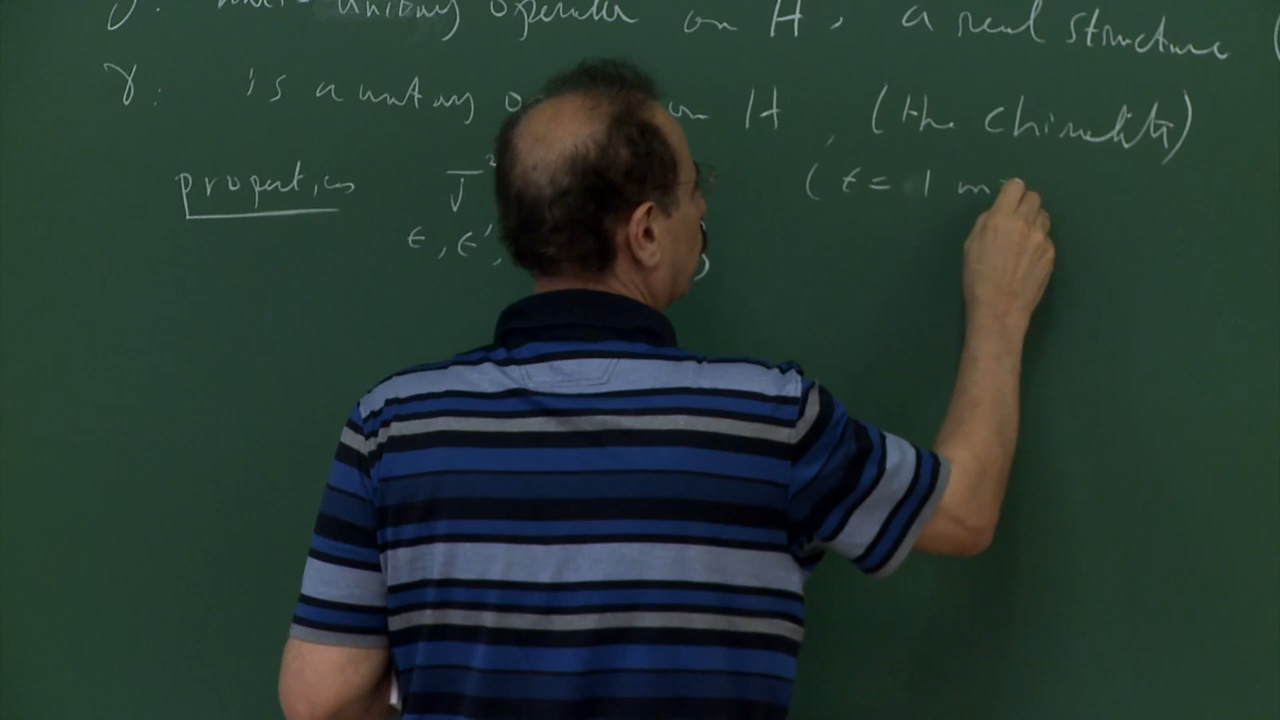 J: anti-unitary operator on H, a real structure (
γ: is a unitary o on H, (the chirality)
properties J² ( ε = 1 m
ε, ε',